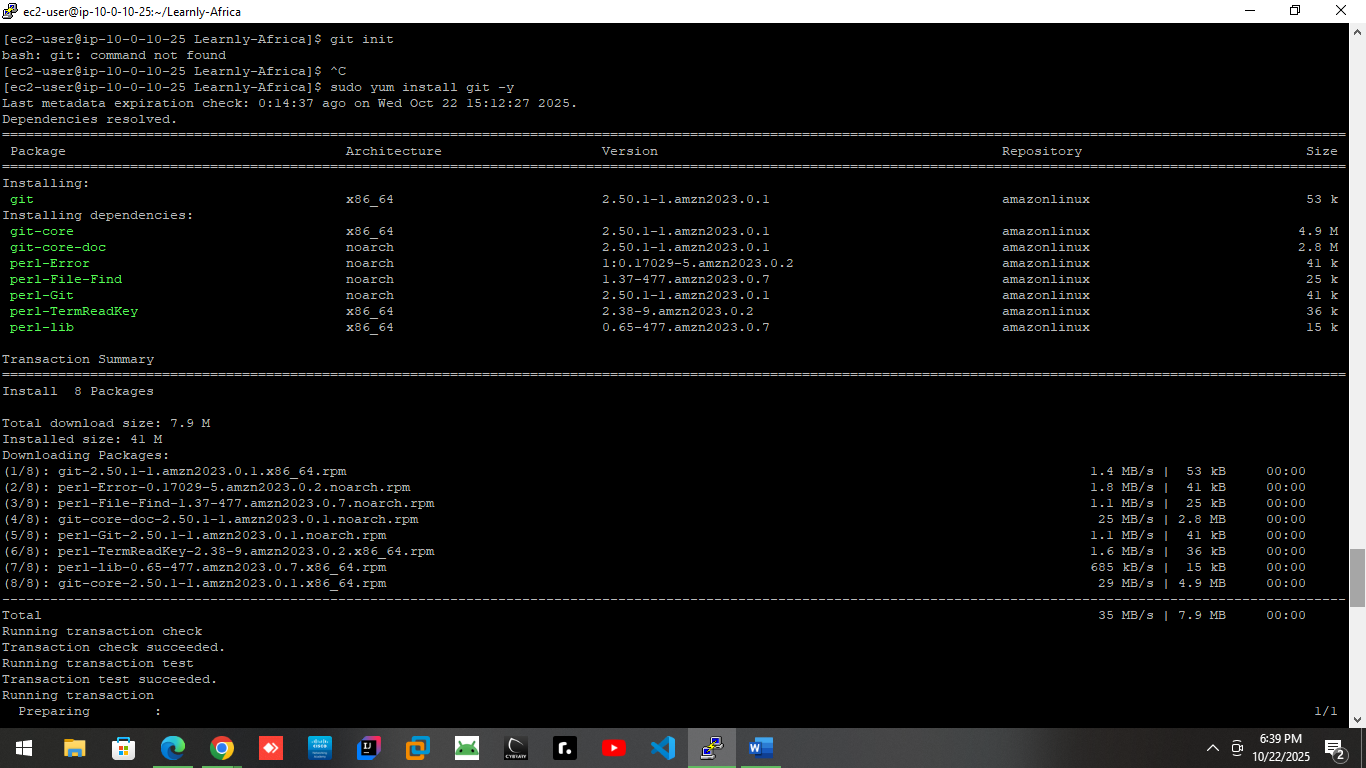 ec2-user@ip-10-0-10-25:~/Learnly-Africa
[ec2-user@ip-10-0-10-25 Learnly-Africa]$ git init
bash: git: command not found
[ec2-user@ip-10-0-10-25 Learnly-Africa]$ ^C
[ec2-user@ip-10-0-10-25 Learnly-Africa]$ sudo yum install git -y
Last metadata expiration check: 0:14:37 ago on Wed Oct 22 15:12:27 2025.
Dependencies resolved.
Package Architecture Version Repository Size
Installing:
git x86_64 2.50.1-1.amzn2023.0.1 amazonlinux 53 k
Installing dependencies:
git-core x86_64 2.50.1-1.amzn2023.0.1 amazonlinux 4.9 M
git-core-doc noarch 2.50.1-1.amzn2023.0.1 amazonlinux 2.8 M
perl-Error noarch 1:0.17029-5.amzn2023.0.2 amazonlinux 41 k
perl-File-Find noarch 1.37-477.amzn2023.0.7 amazonlinux 25 k
perl-Git noarch 2.50.1-1.amzn2023.0.1 amazonlinux 41 k
perl-TermReadKey x86_64 2.38-9.amzn2023.0.2 amazonlinux 36 k
perl-lib x86_64 0.65-477.amzn2023.0.7 amazonlinux 15 k
Transaction Summary
Install 8 Packages
Total download size: 7.9 M
Installed size: 41 M
Downloading Packages:
(1/8): git-2.50.1-1.amzn2023.0.1.x86_64.rpm 1.4 MB/s | 53 kB 00:00
(2/8): perl-Error-0.17029-5.amzn2023.0.2.noarch.rpm 1.8 MB/s | 41 kB 00:00
(3/8): perl-File-Find-1.37-477.amzn2023.0.7.noarch.rpm 1.1 MB/s | 25 kB 00:00
(4/8): git-core-doc-2.50.1-1.amzn2023.0.1.noarch.rpm 25 MB/s | 2.8 MB 00:00
(5/8): perl-Git-2.50.1-1.amzn2023.0.1.noarch.rpm 1.1 MB/s | 41 kB 00:00
(6/8): perl-TermReadKey-2.38-9.amzn2023.0.2.x86_64.rpm 1.6 MB/s | 36 kB 00:00
(7/8): perl-lib-0.65-477.amzn2023.0.7.x86_64.rpm 685 kB/s | 15 kB 00:00
(8/8): git-core-2.50.1-1.amzn2023.0.1.x86_64.rpm 29 MB/s | 4.9 MB 00:00
Total 35 MB/s | 7.9 MB 00:00
Running transaction check
Transaction check succeeded.
Running transaction test
Transaction test succeeded.
Running transaction
Preparing : 1/1
6:39 PM
10/22/2025
2